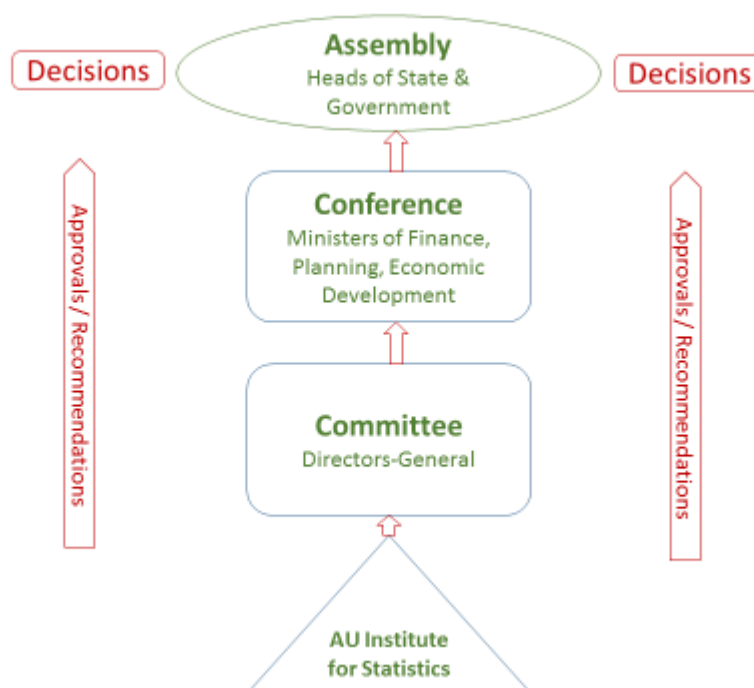 Assembly
Decisions
Heads of State &
Government
Decisions
Conference
Ministers of Finance,
Planning, Economic
Development
Approvals / Recommendations
Approvals / Recommendations
Committee
Directors-General
AU Institute
for Statistics